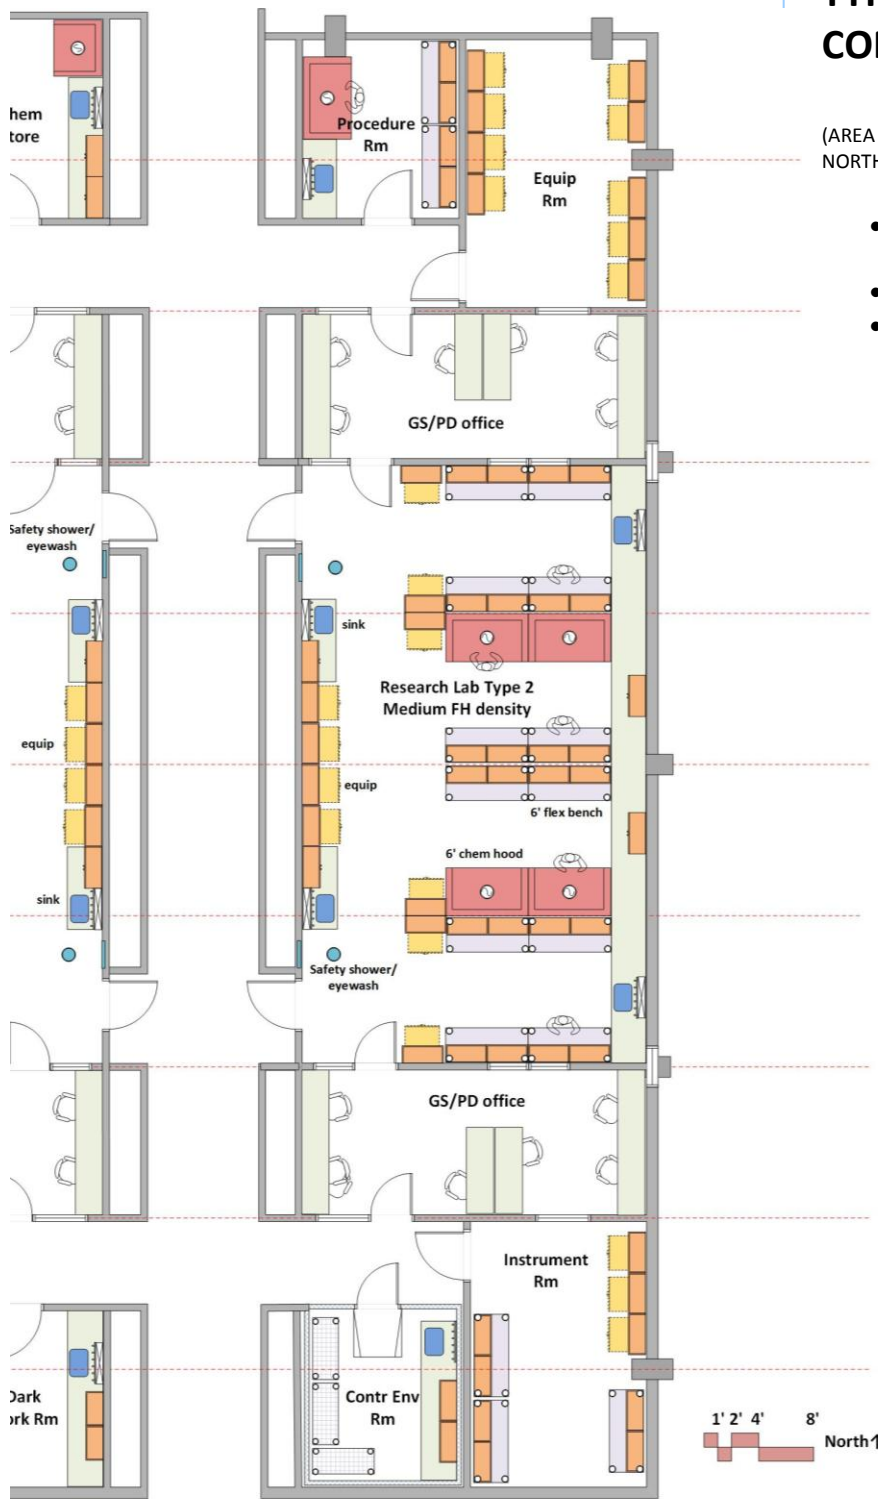 COI
(AREA
NORTH
hem
tore
Procedure
Rm
Equip
Rm
GS/PD office
Safety shower/
eyewash
sink
Research Lab Type 2
Medium FH density
equip
equip
6' flex bench
6' chem hood
sink
Safety shower/
eyewash
GS/PD office
Instrument
Rm
Dark
ork Rm
Contr Env
Rm
1' 2' 4' 8'
North↑